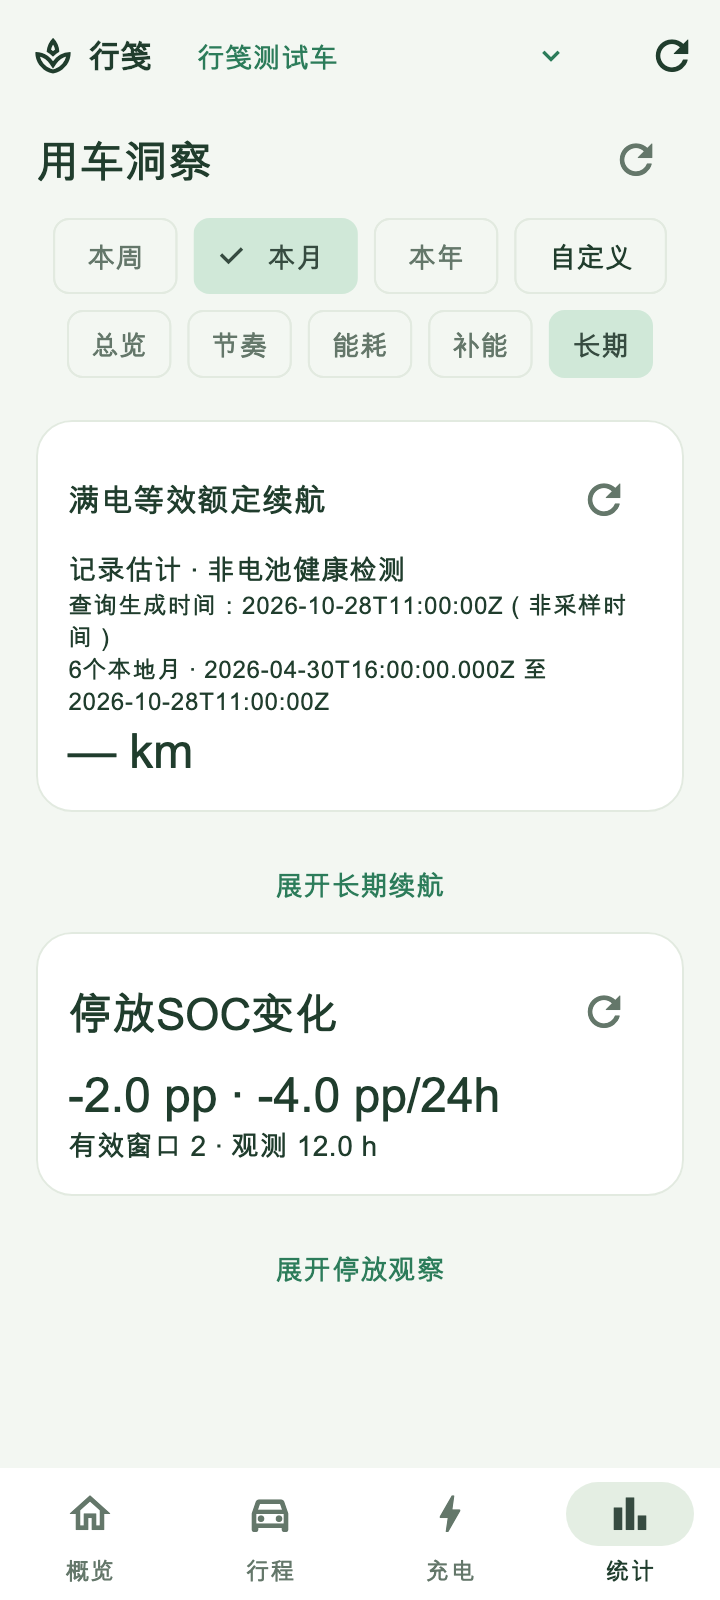 行笺 行笺测试车
用车洞察
本周 本月 本年 自定义
总览 节奏 能耗 补能 长期
满电等效额定续航
记录估计 · 非电池健康检测
查询生成时间：2026-10-28T11:00:00Z（非采样时
间）
6个本地月 · 2026-04-30T16:00:00.000Z 至
2026-10-28T11:00:00Z
— km
展开长期续航
停放SOC变化
-2.0 pp · -4.0 pp/24h
有效窗口 2 · 观测 12.0 h
展开停放观察
概览 行程 充电 统计